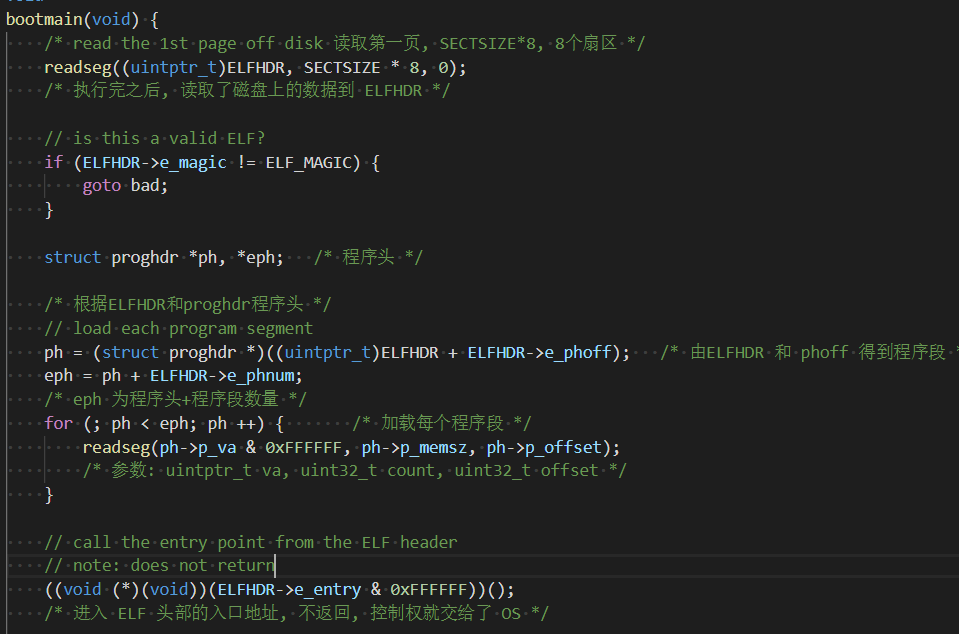 bootmain(void) {
/* read the 1st page off disk 读取第一页, SECTSIZE*8, 8个扇区 */
readseg((uintptr_t)ELFHDR, SECTSIZE * 8, 0);
/* 执行完之后, 读取了磁盘上的数据到 ELFHDR */
// is this a valid ELF?
if (ELFHDR->e_magic != ELF_MAGIC) {
goto bad;
}
struct proghdr *ph, *eph; /* 程序头 */
/* 根据ELFHDR和proghdr程序头 */
// load each program segment
ph = (struct proghdr *)((uintptr_t)ELFHDR + ELFHDR->e_phoff); /* 由ELFHDR 和 phoff 得到程序段 *
eph = ph + ELFHDR->e_phnum;
/* eph 为程序头+程序段数量 */
for (; ph < eph; ph ++) { /* 加载每个程序段 */
readseg(ph->p_va & 0xFFFFFF, ph->p_memsz, ph->p_offset);
/* 参数: uintptr_t va, uint32_t count, uint32_t offset */
}
// call the entry point from the ELF header
// note: does not return
((void (*)(void))(ELFHDR->e_entry & 0xFFFFFF))();
/* 进入 ELF 头部的入口地址, 不返回, 控制权就交给了 OS */